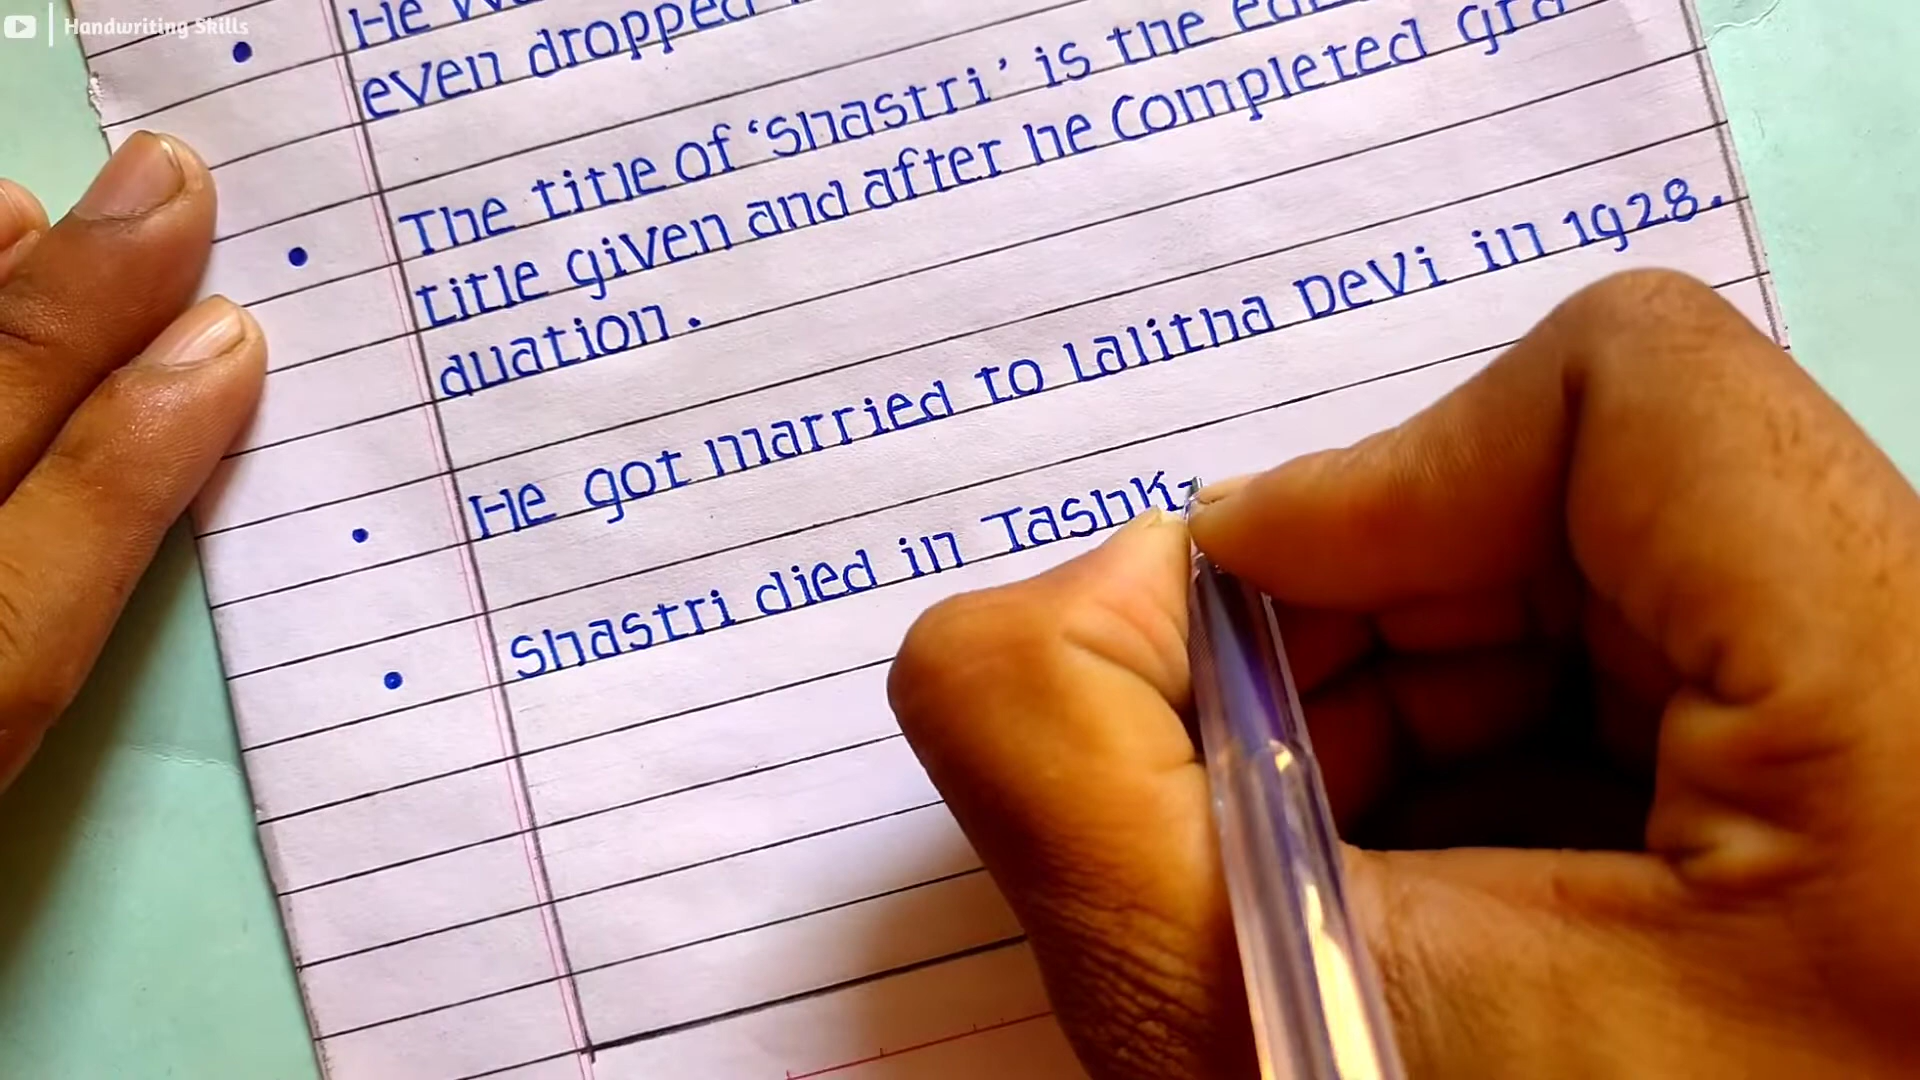 Handwriting Skills
He
even dropped
The title of 'Shastri' is the
title given and after he completed gra
duation.
He got married to Lalitha Devi in 1928.
Shastri died in Tashk